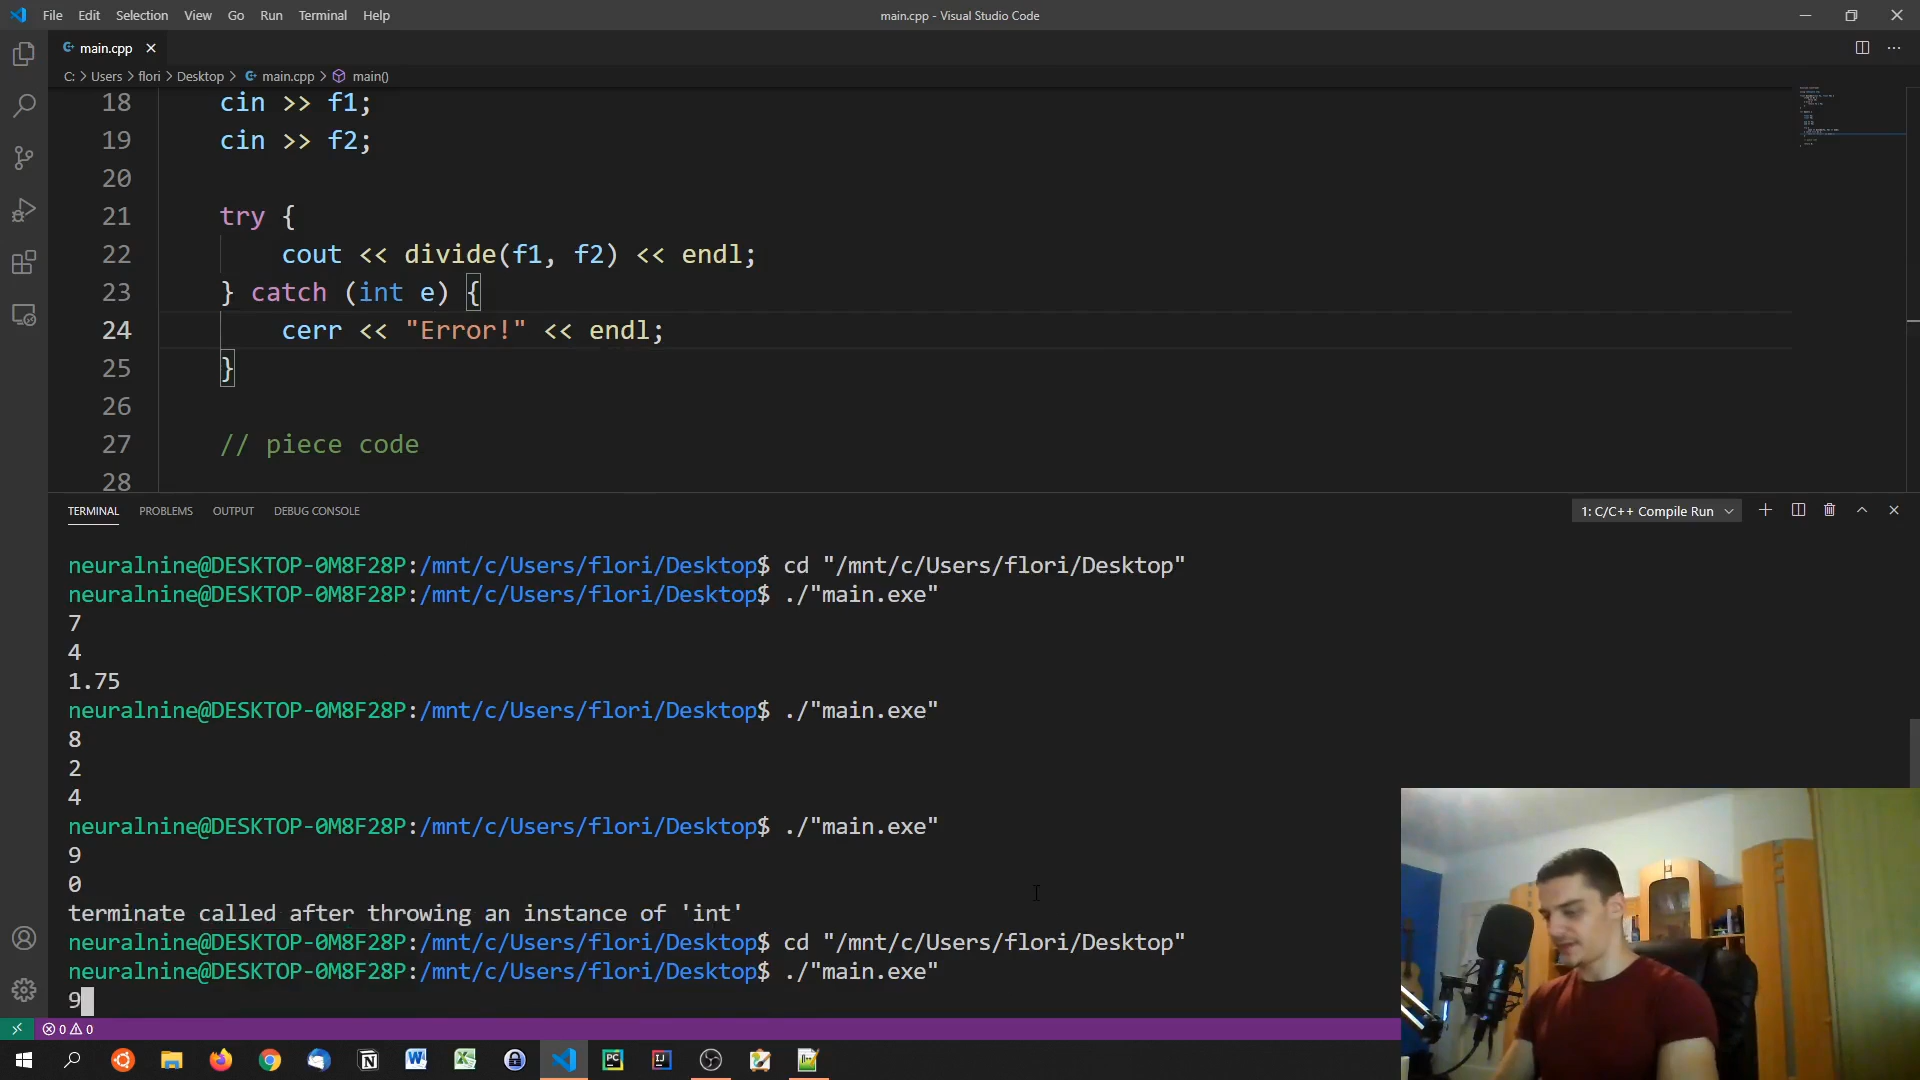 File Edit Selection View Go Run Terminal Help
main.cpp - Visual Studio Code
main.cpp
C: > Users > flori > Desktop > main.cpp > main()
18 cin >> f1;
19 cin >> f2;
20
21 try {
22 cout << divide(f1, f2) << endl;
23 } catch (int e) {
24 cerr << "Error!" << endl;
25 }
26
27 // piece code
28
TERMINAL PROBLEMS OUTPUT DEBUG CONSOLE
1: C/C++ Compile Run
neuralnine@DESKTOP-0M8F28P:/mnt/c/Users/flori/Desktop$ cd "/mnt/c/Users/flori/Desktop"
neuralnine@DESKTOP-0M8F28P:/mnt/c/Users/flori/Desktop$ ./"main.exe"
7
4
1.75
neuralnine@DESKTOP-0M8F28P:/mnt/c/Users/flori/Desktop$ ./"main.exe"
8
2
4
neuralnine@DESKTOP-0M8F28P:/mnt/c/Users/flori/Desktop$ ./"main.exe"
9
0
terminate called after throwing an instance of 'int'
neuralnine@DESKTOP-0M8F28P:/mnt/c/Users/flori/Desktop$ cd "/mnt/c/Users/flori/Desktop"
neuralnine@DESKTOP-0M8F28P:/mnt/c/Users/flori/Desktop$ ./"main.exe"
9
0 0